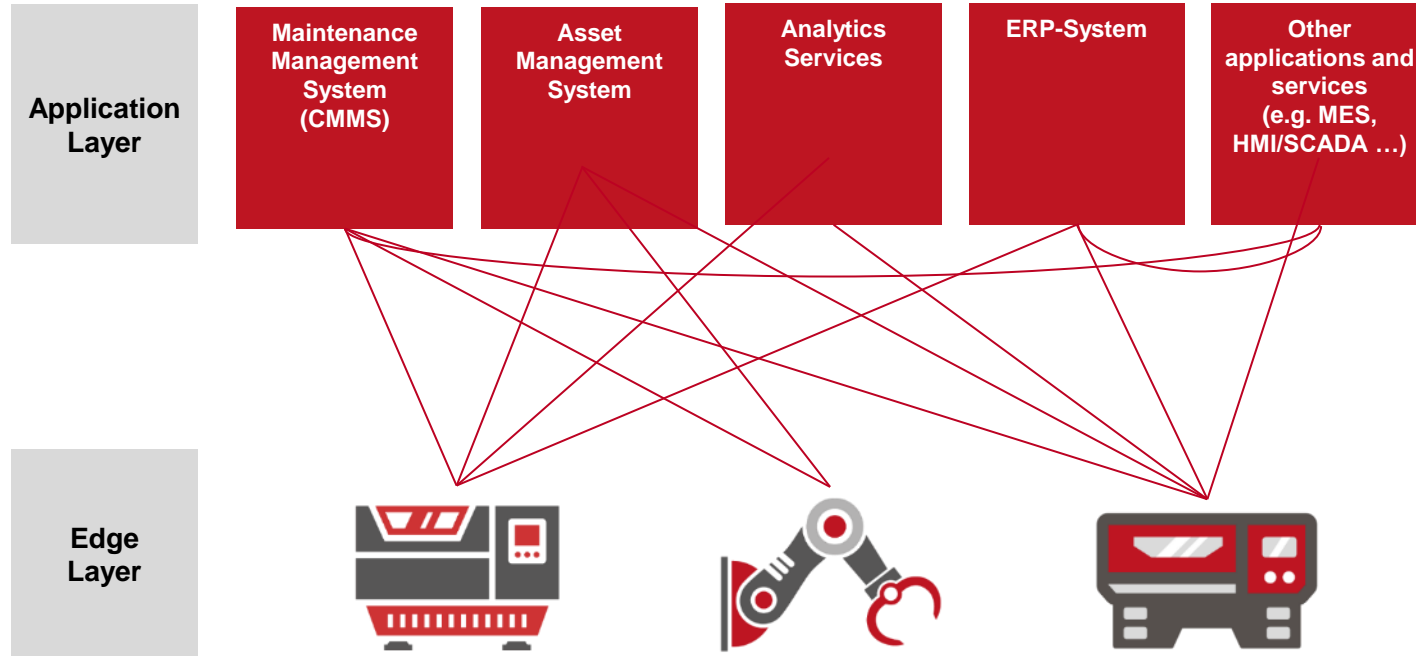 Application
Layer
Maintenance
Management
System
(CMMS)
Asset
Management
System
Analytics
Services
ERP-System
Other
applications and
services
(e.g. MES,
HMI/SCADA …)
Edge
Layer